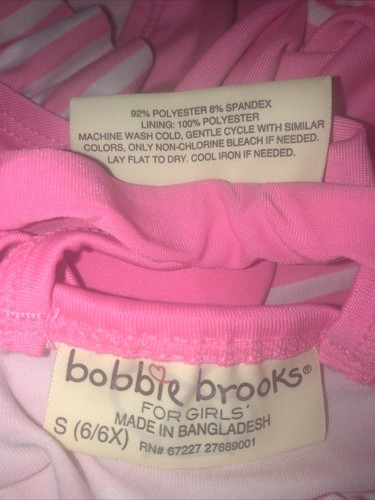 92% POLYESTER 8% SPANDEX
LINING: 100% POLYESTER
MACHINE WASH COLD, GENTLE CYCLE WITH SIMILAR
COLORS, ONLY NON-CHLORINE BLEACH IF NEEDED.
LAY FLAT TO DRY. COOL IRON IF NEEDED.
bobbie brooks®
FOR GIRLS'
MADE IN BANGLADESH
S (6/6X)
RN# 67227 27689001